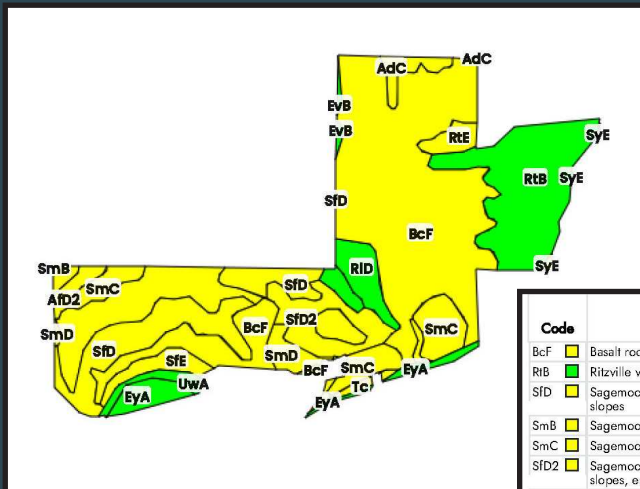 AdC
AdC
EvB
EvB
RtE
SyE
RtB
SyE
SfD
BcF
SyE
SmB
RlD
SmC
SfD
AfD2
SmD
BcF
SfD2
SmC
SfD
SfE
SmD
BcF
SmC
EyA
UwA
Tc
EyA
EyA
Code
BcF Basalt roc
RtB Ritzville v
SfD Sagemoo
slopes
SmB Sagemoo
SmC Sagemoo
SfD2 Sagemoo
slopes, e